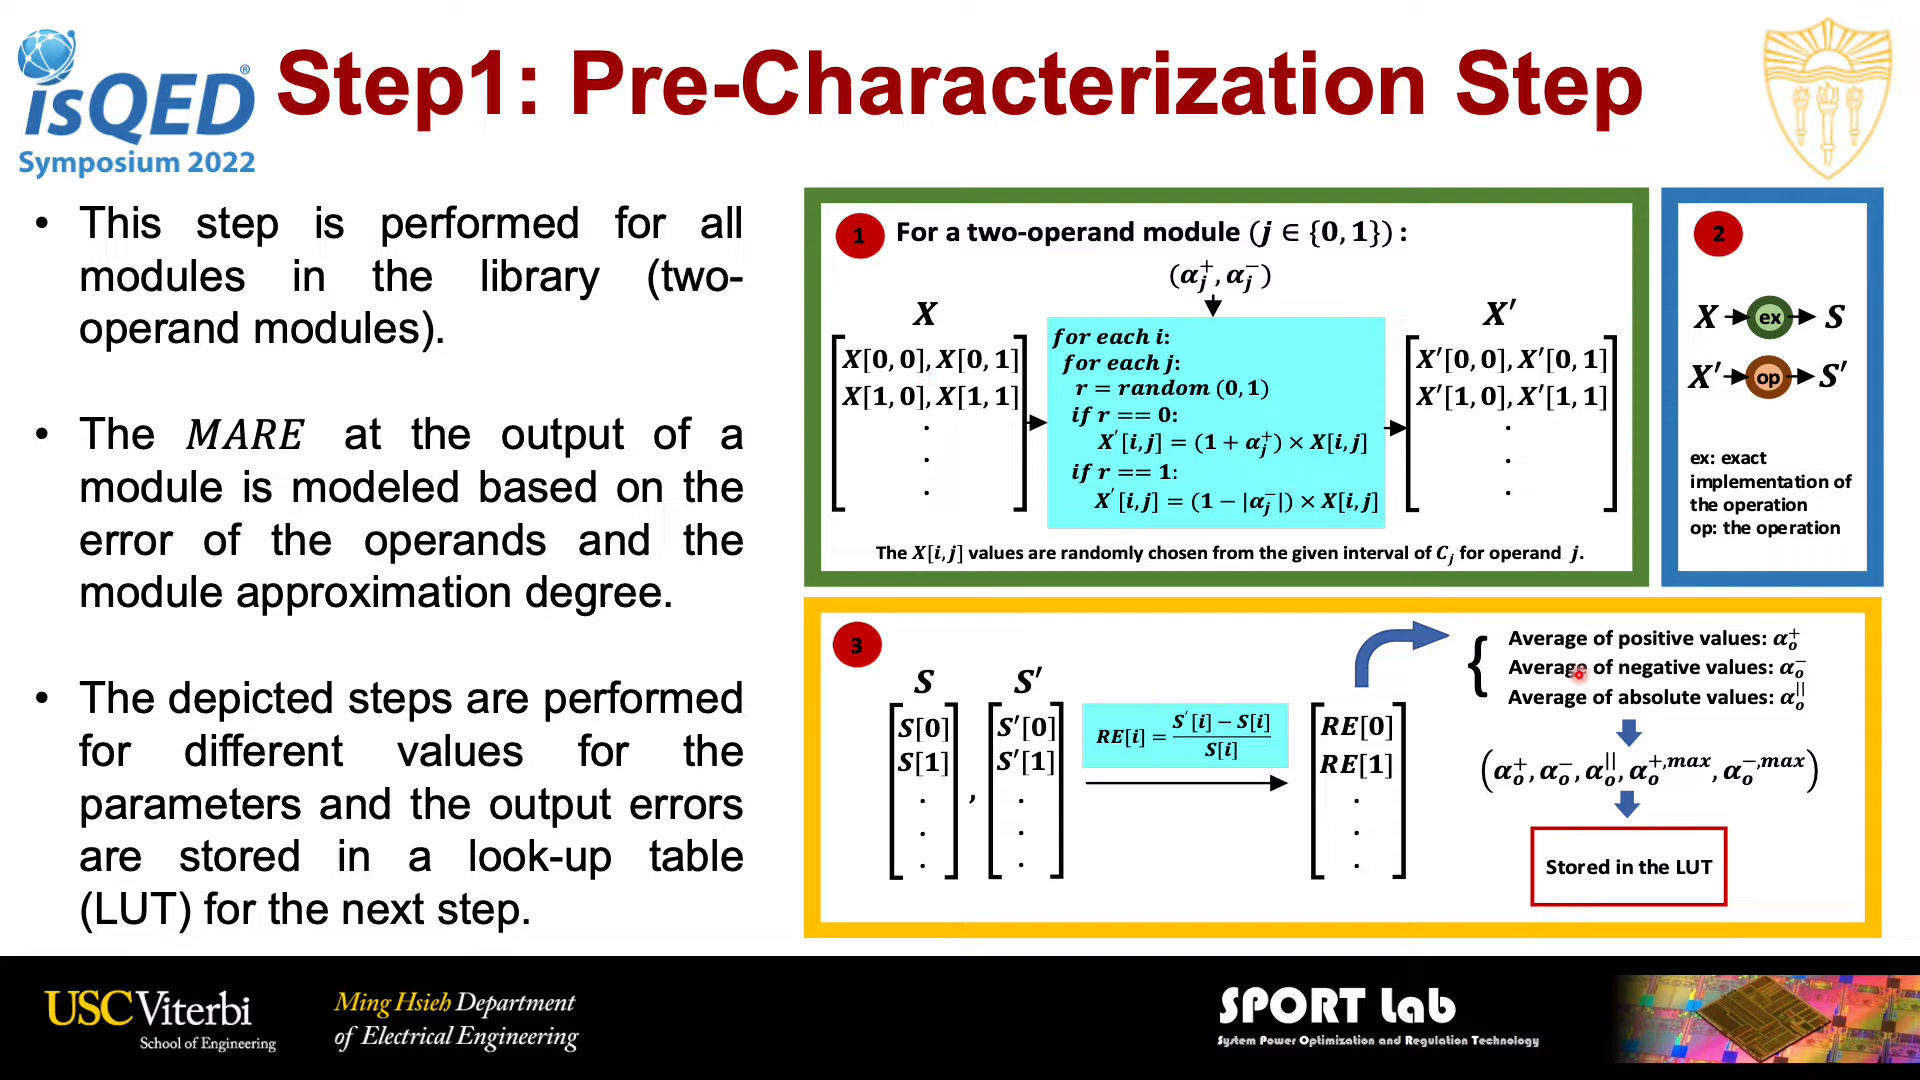 isQED®
Symposium 2022
Step1: Pre-Characterization Step
• This step is performed for all
modules in the library (two-
operand modules).
• The MARE at the output of a
module is modeled based on the
error of the operands and the
module approximation degree.
• The depicted steps are performed
for different values for the
parameters and the output errors
are stored in a look-up table
(LUT) for the next step.
1 For a two-operand module (j ∈ {0, 1}) :
(α_j^+, α_j^-)
X
X[0, 0], X[0, 1]
X[1, 0], X[1, 1]
.
.
.
for each i:
for each j:
r = random (0, 1)
if r == 0:
X′[i, j] = (1 + α_j^+) × X[i, j]
if r == 1:
X′[i, j] = (1 − |α_j^-|) × X[i, j]
X′
X′[0, 0], X′[0, 1]
X′[1, 0], X′[1, 1]
.
.
.
The X[i, j] values are randomly chosen from the given interval of C_j for operand j.
2
X → ex → S
X′ → op → S′
ex: exact
implementation of
the operation
op: the operation
3
S
S[0]
S[1]
.
.
.
,
S′
S′[0]
S′[1]
.
.
.
RE[i] = (S′[i] − S[i]) / S[i]
RE[0]
RE[1]
.
.
.
{
Average of positive values: α_o^+
Average of negative values: α_o^-
Average of absolute values: α_o^||
(α_o^+, α_o^-, α_o^||, α_o^{+,max}, α_o^{-,max})
Stored in the LUT
USC Viterbi
School of Engineering
Ming Hsieh Department
of Electrical Engineering
SPORT Lab
System Power Optimization and Regulation Technology